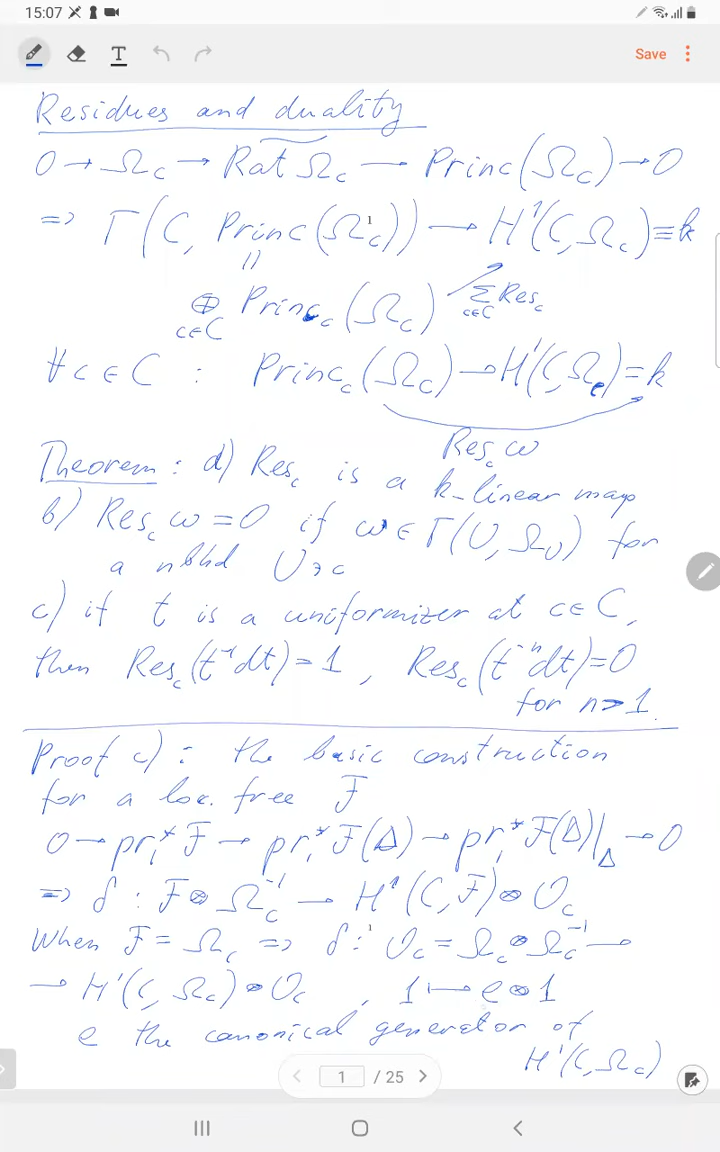 15:07
T
Save
Residues and duality
0 → Ω_C → Rat Ω_C → Princ(Ω_C) → 0
=> Γ(C, Princ(Ω¹_C)) → H¹(C, Ω_C) = k
||
⊕_{c∈C} Princ_c(Ω_C) ↗ Σ_{c∈C} Res_c
∀ c ∈ C : Princ_c(Ω_C) → H¹(C, Ω_C) = k
Res_c ω
Theorem: a) Res_c is a k-linear map
b) Res_c ω = 0 if ω ∈ Γ(U, Ω_U) for
a nbhd U ∋ c
c) if t is a uniformizer at c ∈ C,
then Res_c(t⁻¹dt) = 1, Res_c(t⁻ⁿdt) = 0
for n > 1.
Proof c): the basic construction
for a loc. free F
0 → pr₁*F → pr₁*F(Δ) → pr₁*F(Δ)|_Δ → 0
=> δ : F ⊗ Ω_C⁻¹ → H¹(C, F) ⊗ O_C
When F = Ω_C => δ : O_C = Ω_C ⊗ Ω_C⁻¹ →
→ H¹(C, Ω_C) ⊗ O_C , 1 ↦ e ⊗ 1
e the canonical generator of
H¹(C, Ω_C)
1 / 25